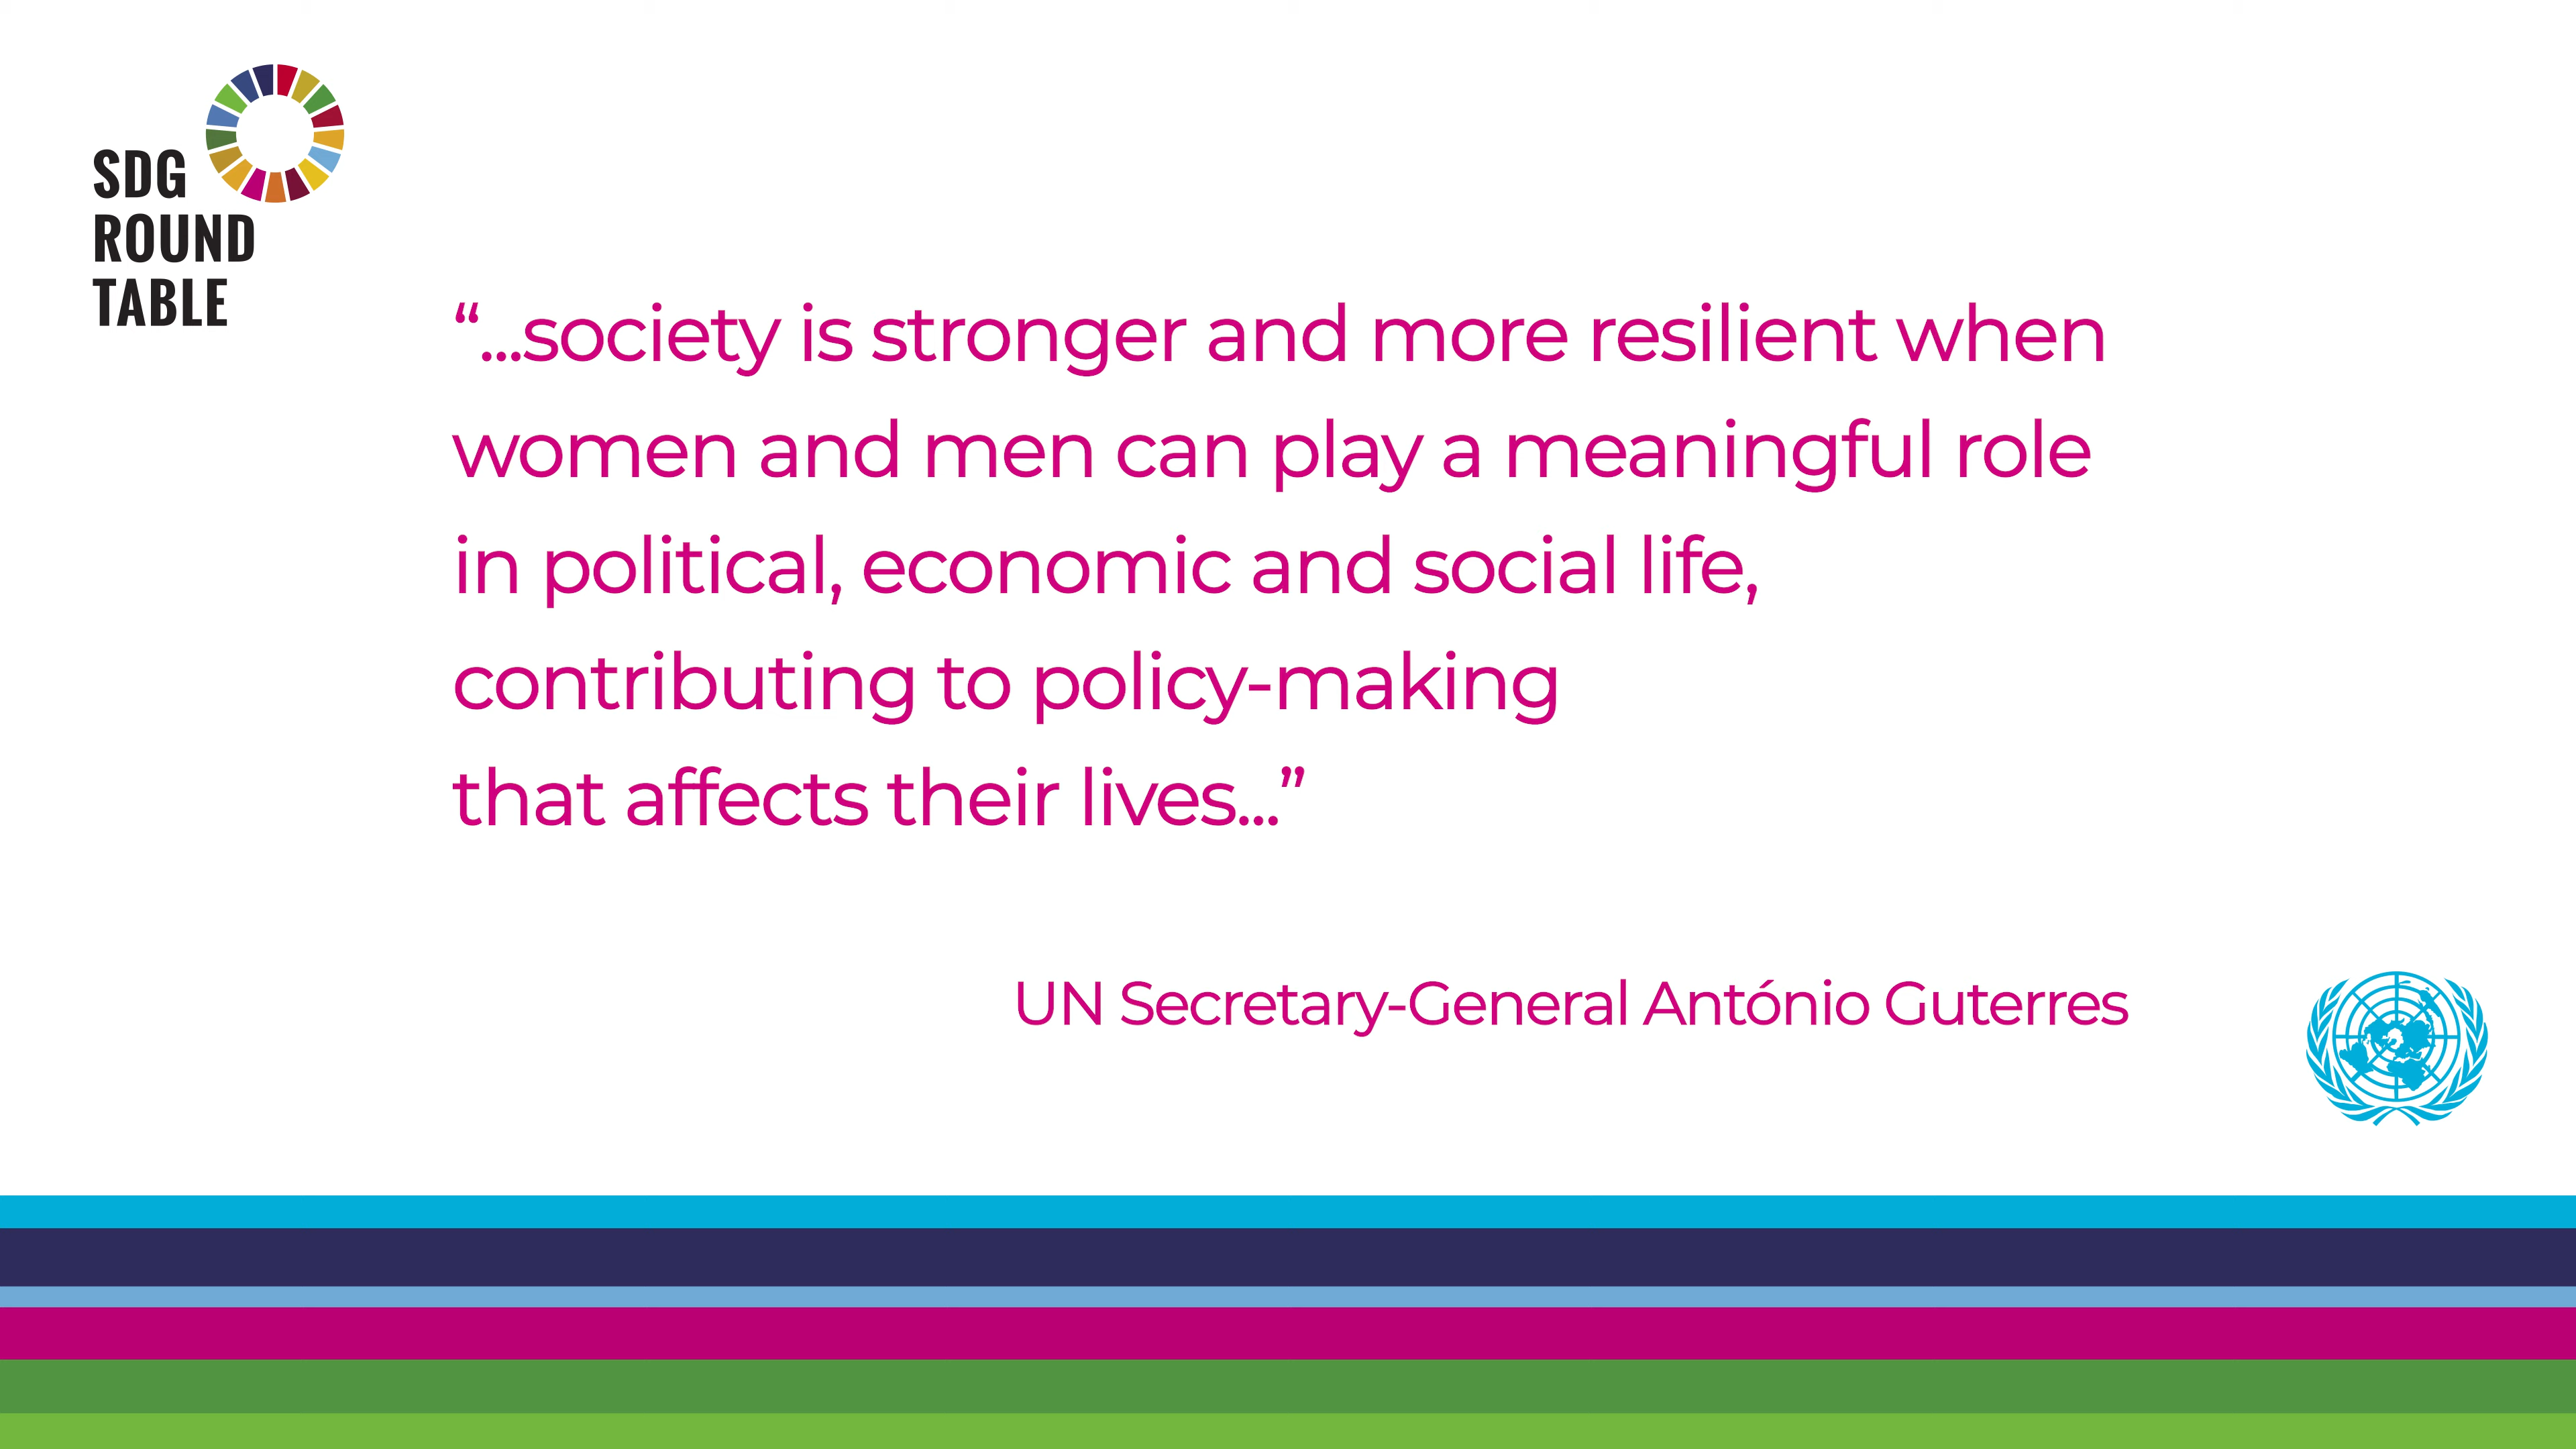 SDG
ROUND
TABLE
“...society is stronger and more resilient when
women and men can play a meaningful role
in political, economic and social life,
contributing to policy-making
that affects their lives...”
UN Secretary-General António Guterres